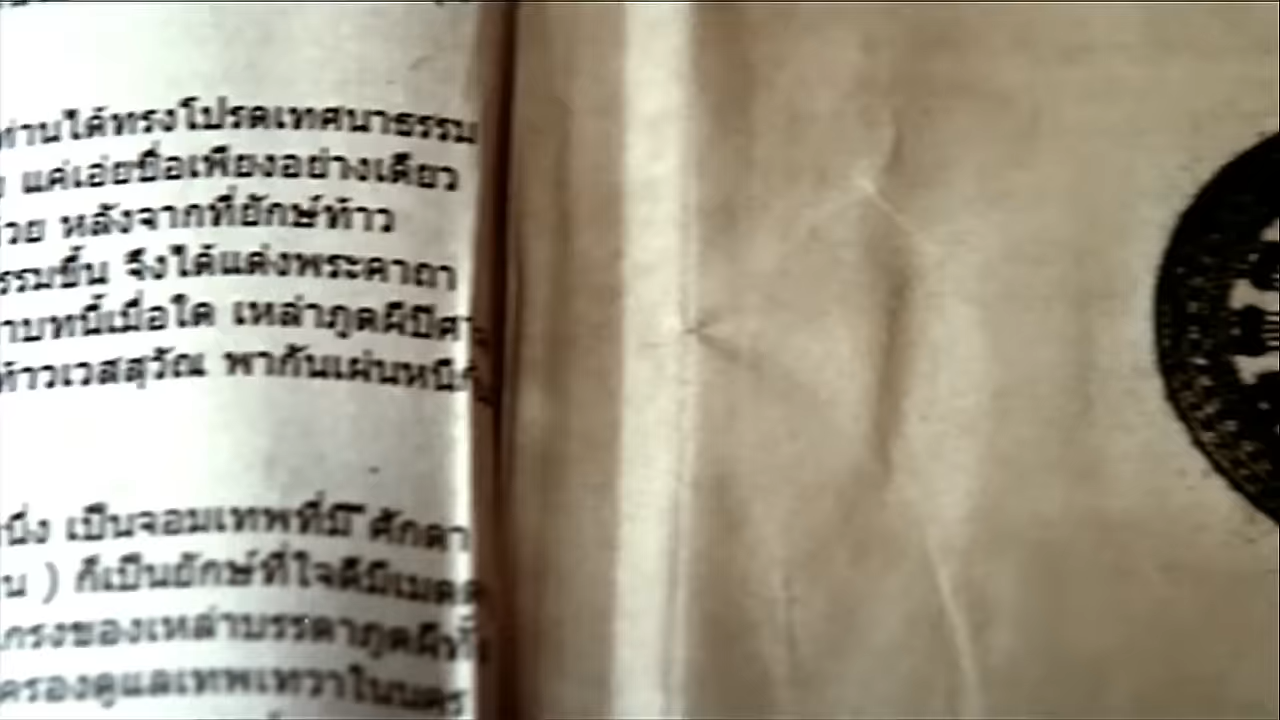 ท่านได้ทรงโปรดเทศนาธรรม
แค่เอ่ยชื่อเพียงอย่างเดียว
วย หลังจากที่ยักษ์ท้าว
รรมขึ้น จึงได้แต่งพระคาถา
าบทนี้เมื่อใด เหล่าภูตผีปีศา
ท้าวเวสสุวัณ พากันเผ่นหนี
นึ่ง เป็นจอมเทพที่มี ศักดา
น ) ก็เป็นยักษ์ที่ใจดีมีเมตต
เกรงของเหล่าบรรดาภูตผีทั้
ครองดูแลเทพเทวาในนคร